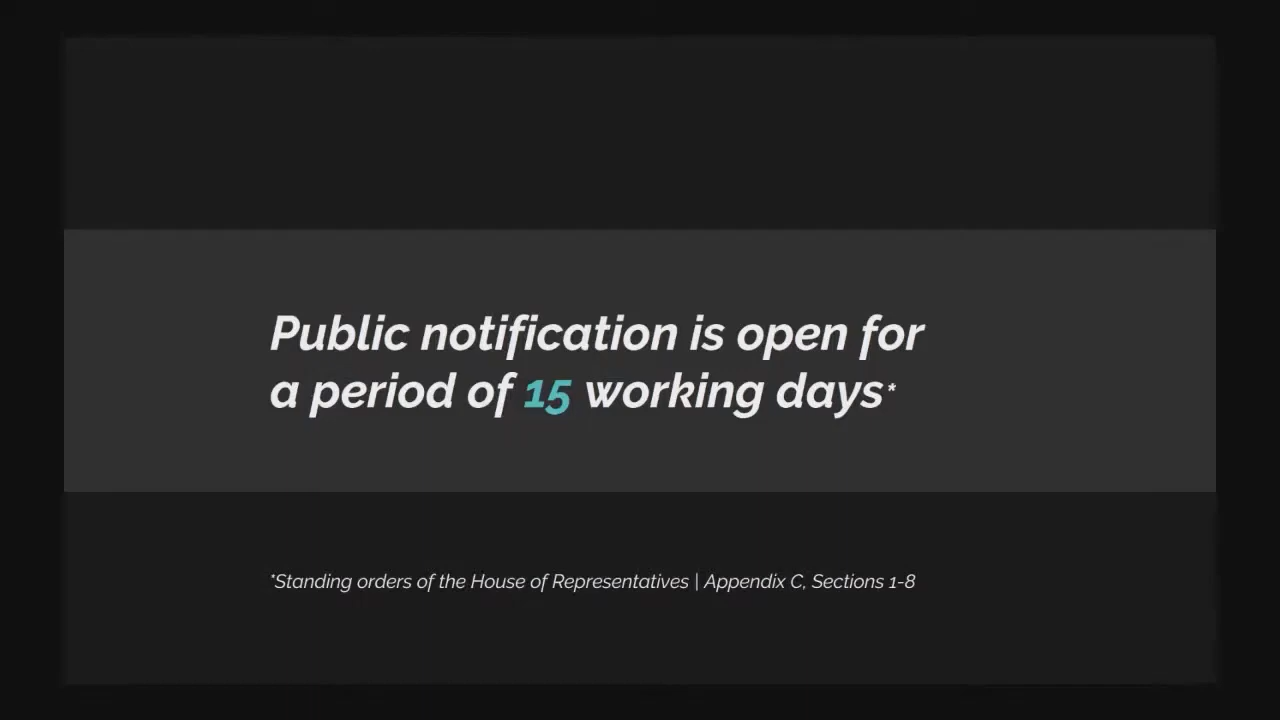 Public notification is open for
a period of 15 working days*
*Standing orders of the House of Representatives | Appendix C, Sections 1-8